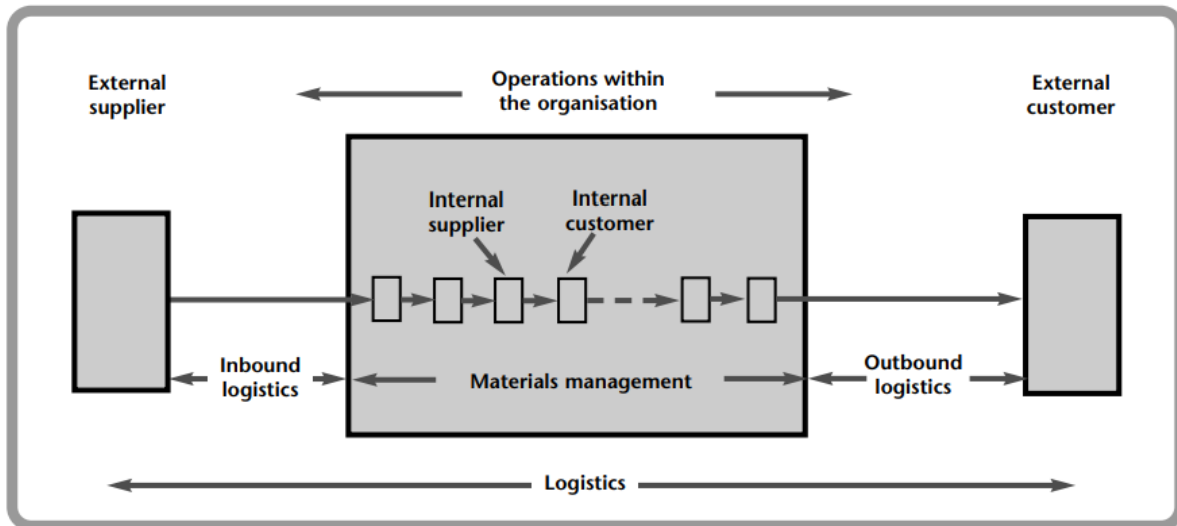 External
supplier
Operations within
the organisation
External
customer
Internal
supplier
Internal
customer
Inbound
logistics
Materials management
Outbound
logistics
Logistics